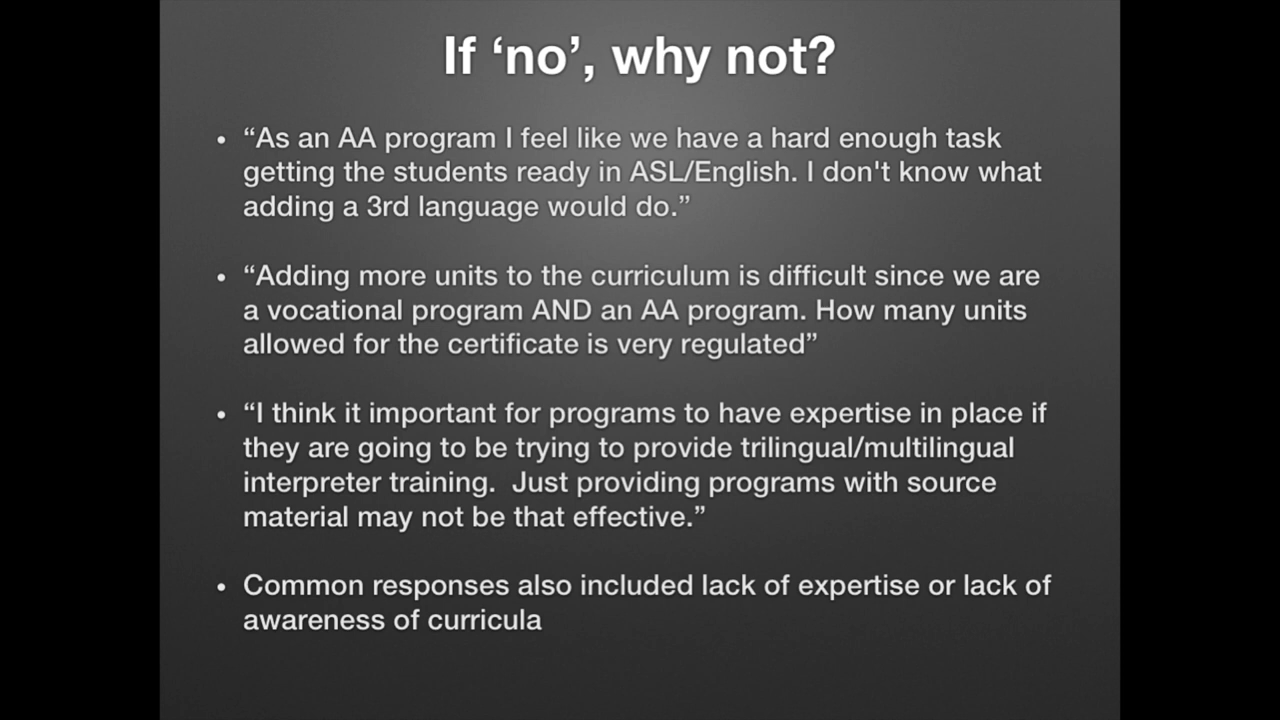 If ‘no’, why not?
• “As an AA program I feel like we have a hard enough task
getting the students ready in ASL/English. I don't know what
adding a 3rd language would do.”
• “Adding more units to the curriculum is difficult since we are
a vocational program AND an AA program. How many units
allowed for the certificate is very regulated”
• “I think it important for programs to have expertise in place if
they are going to be trying to provide trilingual/multilingual
interpreter training.  Just providing programs with source
material may not be that effective.”
• Common responses also included lack of expertise or lack of
awareness of curricula